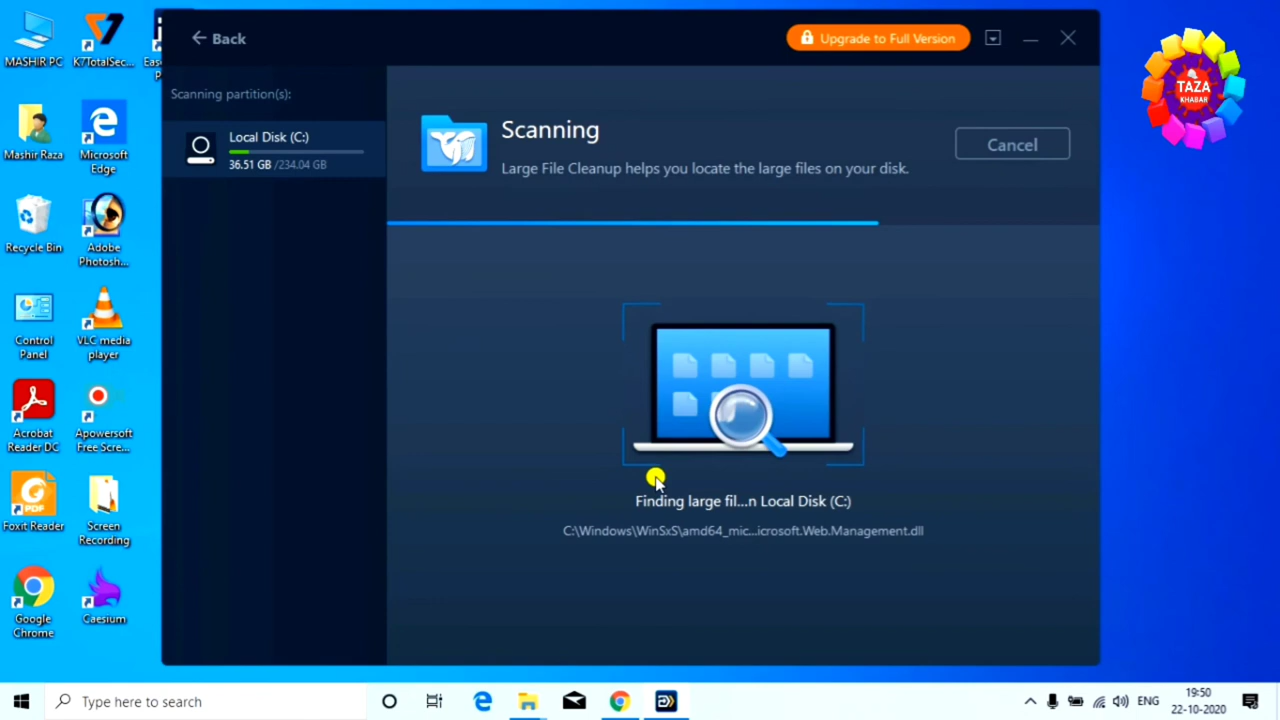 MASHIR PC
K7TotalSec...
Eas
P
Mashir Raza
Microsoft
Edge
Recycle Bin
Adobe
Photosh...
Control
Panel
VLC media
player
Acrobat
Reader DC
Apowersoft
Free Scre...
Foxit Reader
Screen
Recording
Google
Chrome
Caesium
Back
Upgrade to Full Version
Scanning partition(s):
Local Disk (C:)
36.51 GB /234.04 GB
Scanning
Large File Cleanup helps you locate the large files on your disk.
Cancel
Finding large fil...n Local Disk (C:)
C:\Windows\WinSxS\amd64_mic...icrosoft.Web.Management.dll
TAZA
KHABAR
Type here to search
ENG
19:50
22-10-2020